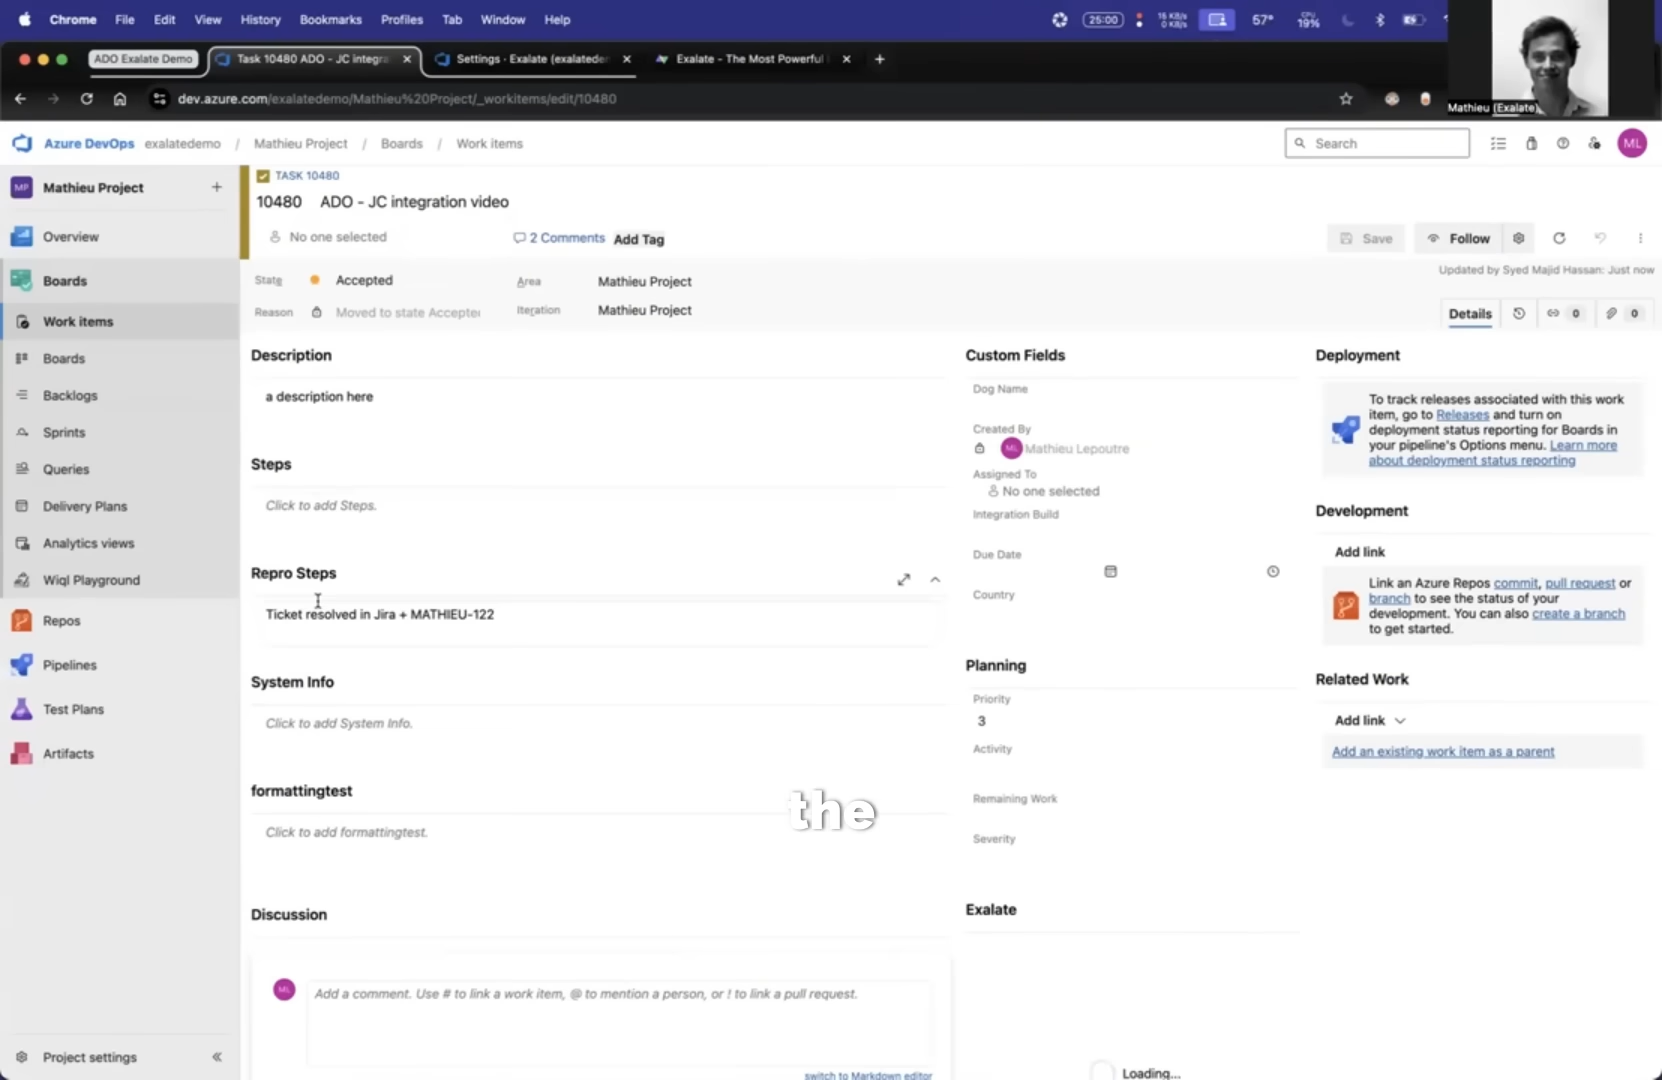 Chrome File Edit View History Bookmarks Profiles Tab Window Help
25:00 57° CPU 19%
ADO Exalate Demo
Task 10480 ADO - JC integra
Settings · Exalate (exalateder
Exalate – The Most Powerful
dev.azure.com/exalatedemo/Mathieu%20Project/_workitems/edit/10480
Mathieu (Exalate)
Azure DevOps exalatedemo / Mathieu Project / Boards / Work items
Search
ML
MP Mathieu Project
Overview
Boards
Work items
Boards
Backlogs
Sprints
Queries
Delivery Plans
Analytics views
Wiql Playground
Repos
Pipelines
Test Plans
Artifacts
Project settings
TASK 10480
10480 ADO - JC integration video
No one selected
2 Comments
Add Tag
Save
Follow
State Accepted
Area Mathieu Project
Updated by Syed Majid Hassan: Just now
Reason Moved to state Accepted
Iteration Mathieu Project
Details
0
0
Description
a description here
Steps
Click to add Steps.
Repro Steps
Ticket resolved in Jira + MATHIEU-122
System Info
Click to add System Info.
formattingtest
Click to add formattingtest.
the
Discussion
ML
Add a comment. Use # to link a work item, @ to mention a person, or ! to link a pull request.
switch to Markdown editor
Custom Fields
Dog Name
Created By
ML Mathieu Lepoutre
Assigned To
No one selected
Integration Build
Due Date
Country
Planning
Priority
3
Activity
Remaining Work
Severity
Exalate
Loading...
Deployment
To track releases associated with this work
item, go to Releases and turn on
deployment status reporting for Boards in
your pipeline's Options menu. Learn more
about deployment status reporting
Development
Add link
Link an Azure Repos commit, pull request or
branch to see the status of your
development. You can also create a branch
to get started.
Related Work
Add link
Add an existing work item as a parent